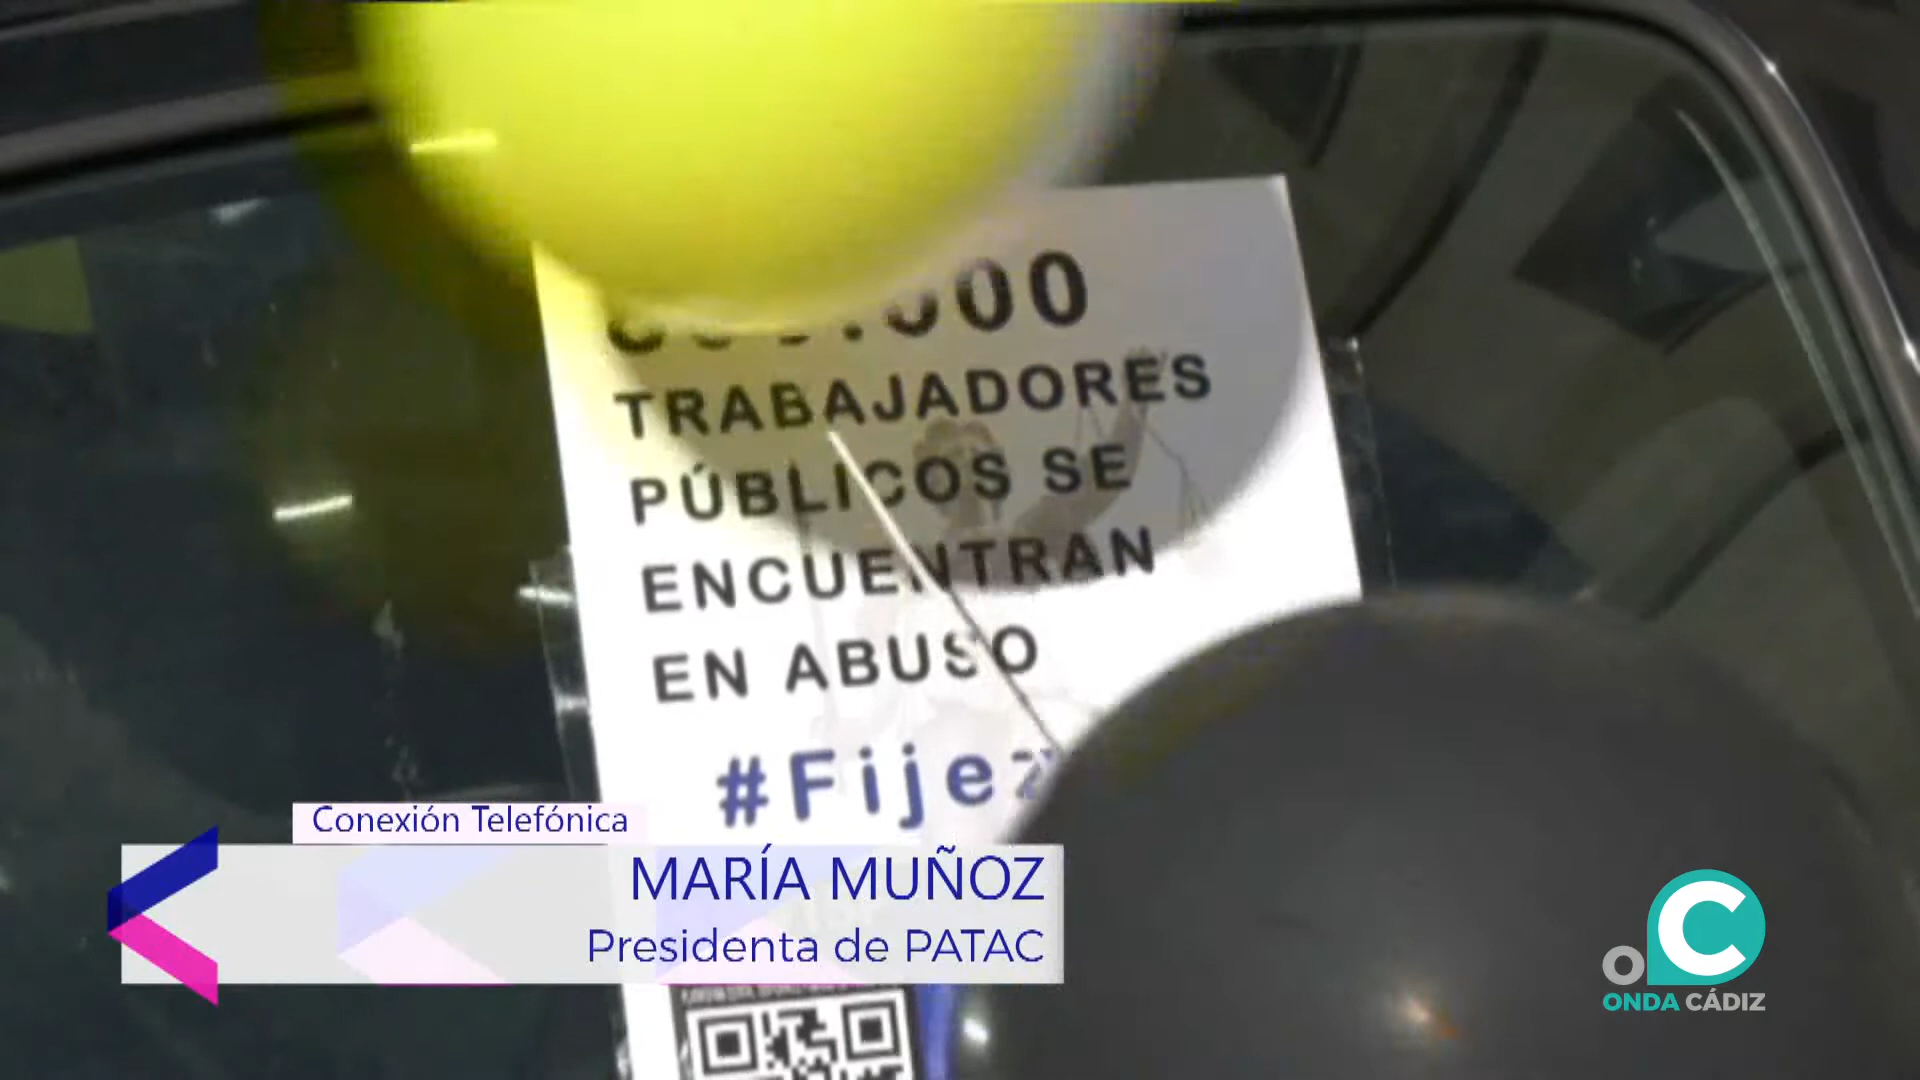 TRABAJADORES
PÚBLICOS SE
ENCUENTRAN
EN ABUSO
Conexión Telefónica
MARÍA MUÑOZ
Presidenta de PATAC
ONDA CÁDIZ